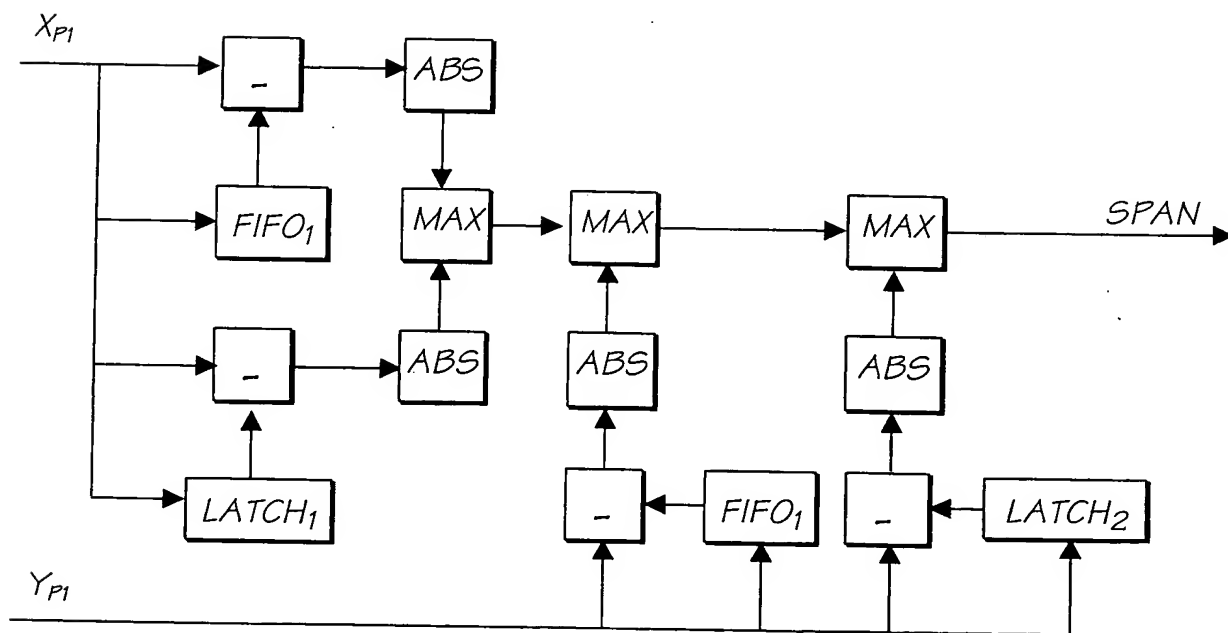 X_P1
-
ABS
FIFO₁
MAX
MAX
MAX
SPAN
-
ABS
ABS
ABS
LATCH₁
-
FIFO₁
-
LATCH₂
Y_P1